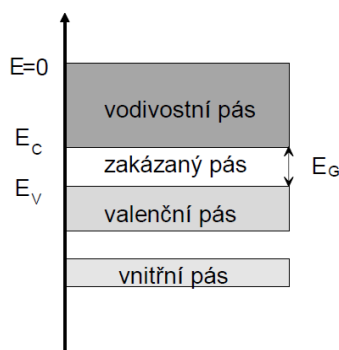 E=0
vodivostní pás
E_C
zakázaný pás
E_G
E_V
valenční pás
vnitřní pás